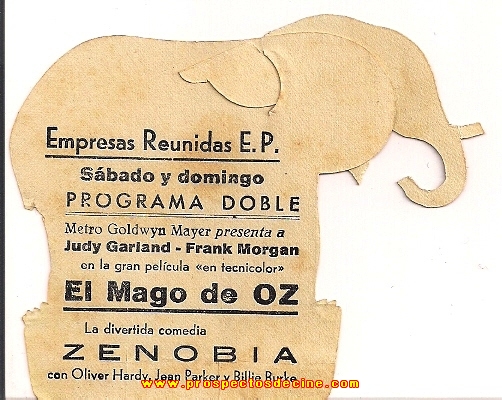 Empresas Reunidas E.P.
Sábado y domingo
PROGRAMA DOBLE
Metro Goldwyn Mayer presenta a
Judy Garland - Frank Morgan
en la gran película «en tecnicolor»
El Mago de OZ
La divertida comedia
ZENOBIA
con Oliver Hardy, Jean Parker y Billie Burke
www.prospectosdecine.com